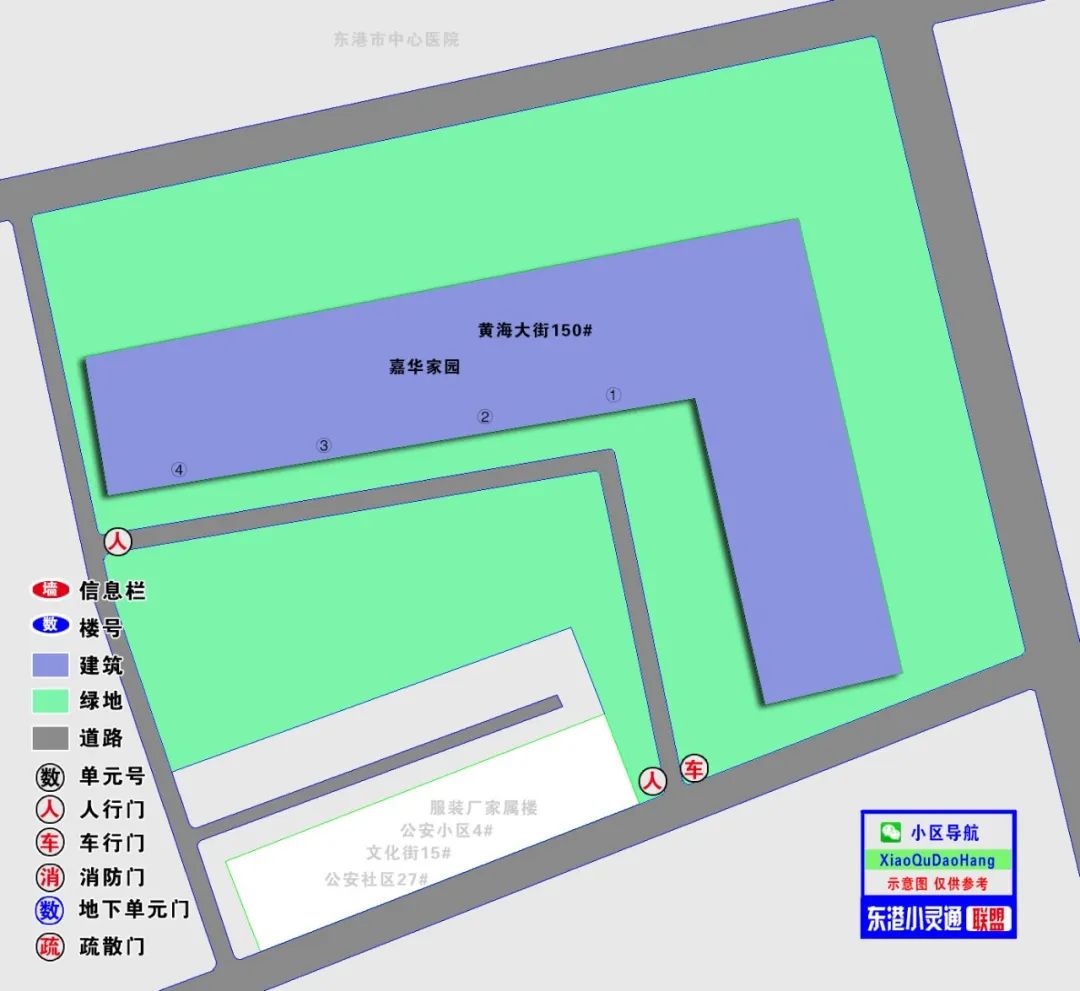 东港市中心医院
黄海大街150#
嘉华家园
①
②
③
④
人
墙 信息栏
数 楼号
建筑
绿地
道路
数 单元号
人 人行门
车 车行门
消 消防门
数 地下单元门
疏 疏散门
人
车
服装厂家属楼
公安小区4#
文化街15#
公安社区27#
小区导航
XiaoQuDaoHang
示意图 仅供参考
东港小灵通 联盟